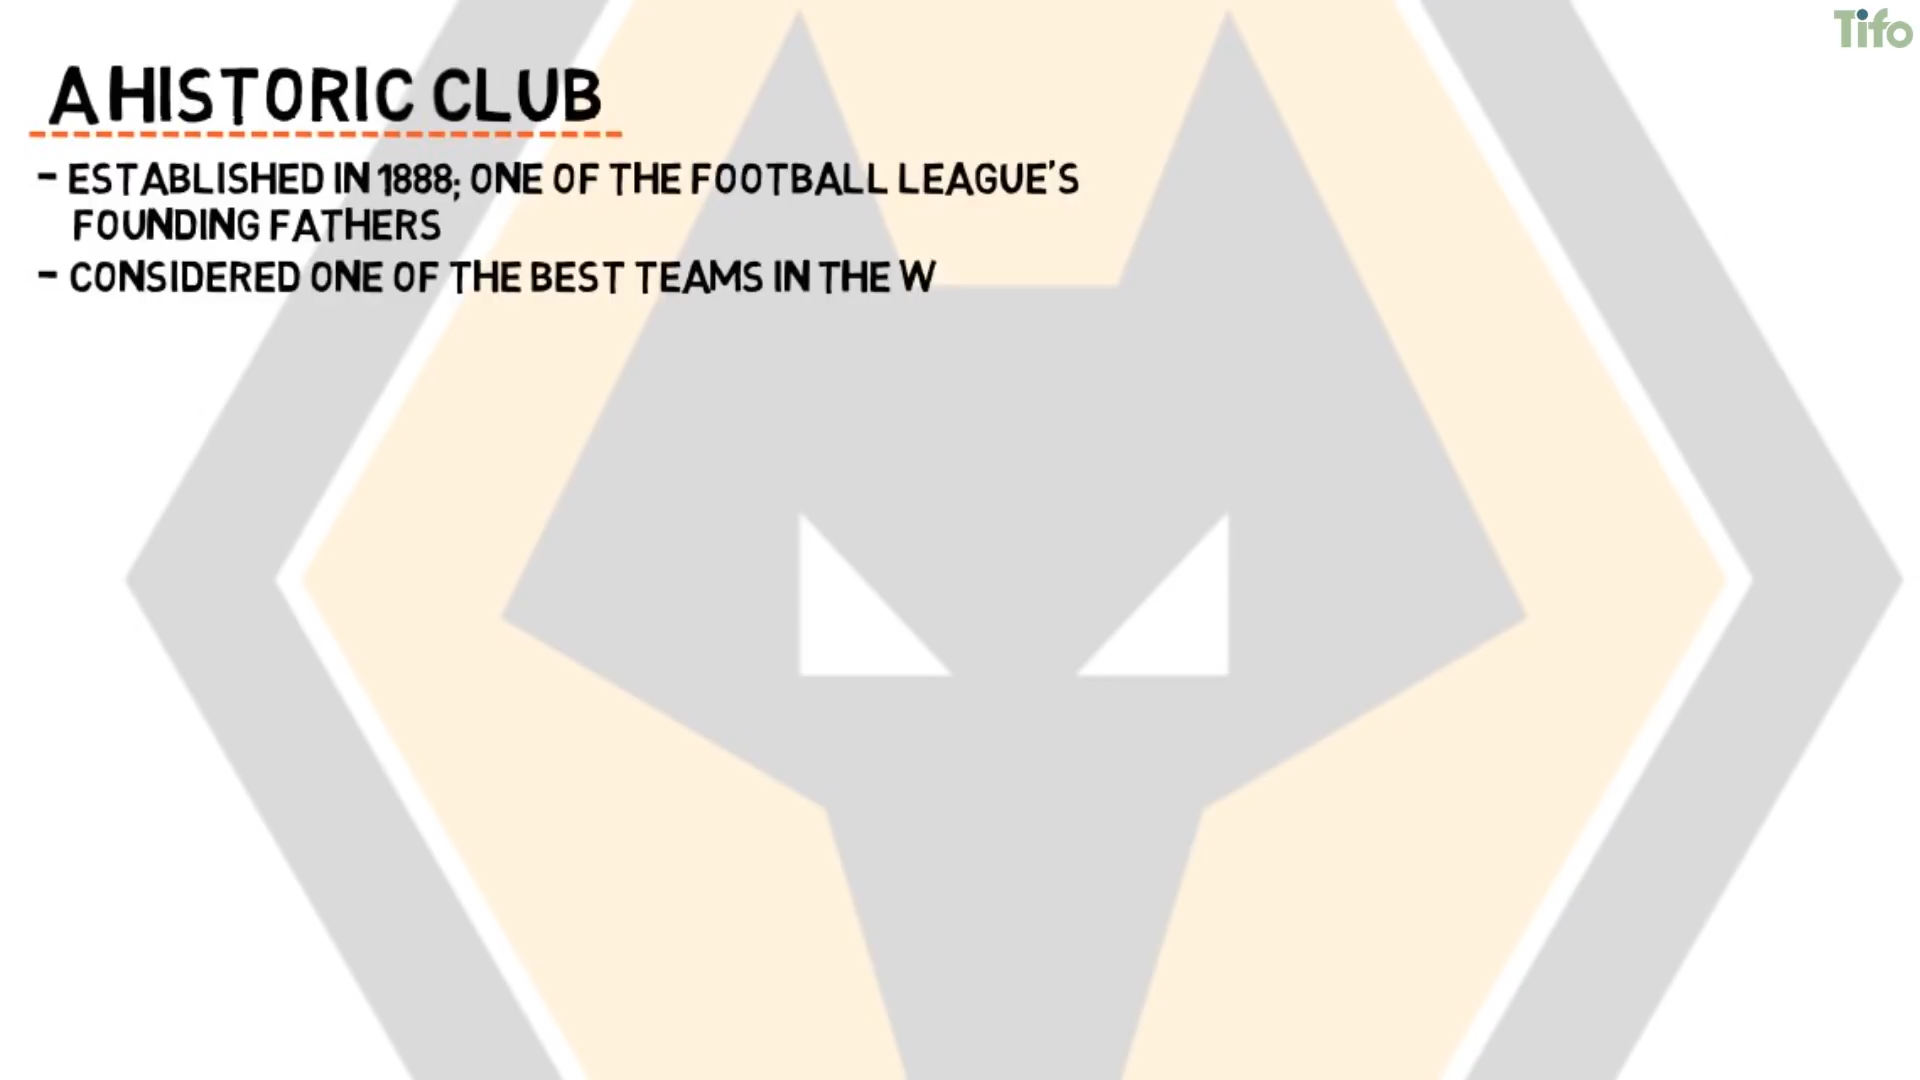 Tifo
A HISTORIC CLUB
- ESTABLISHED IN 1888; ONE OF THE FOOTBALL LEAGUE'S
FOUNDING FATHERS
- CONSIDERED ONE OF THE BEST TEAMS IN THE W